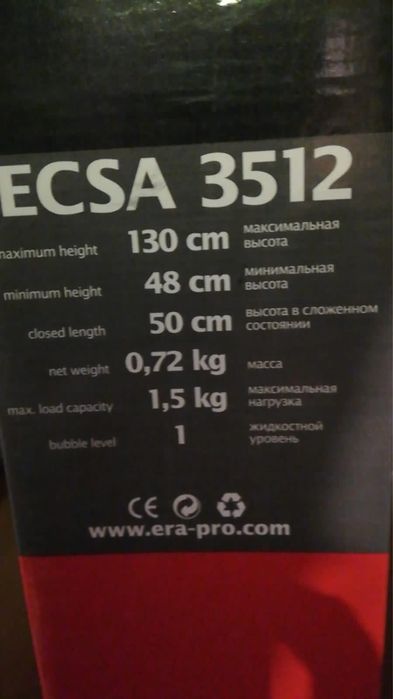 ECSA 3512
maximum height 130 cm максимальная высота
minimum height 48 cm минимальная высота
closed length 50 cm высота в сложенном состоянии
net weight 0,72 kg масса
max. load capacity 1,5 kg максимальная нагрузка
bubble level 1 жидкостной уровень
CE
www.era-pro.com